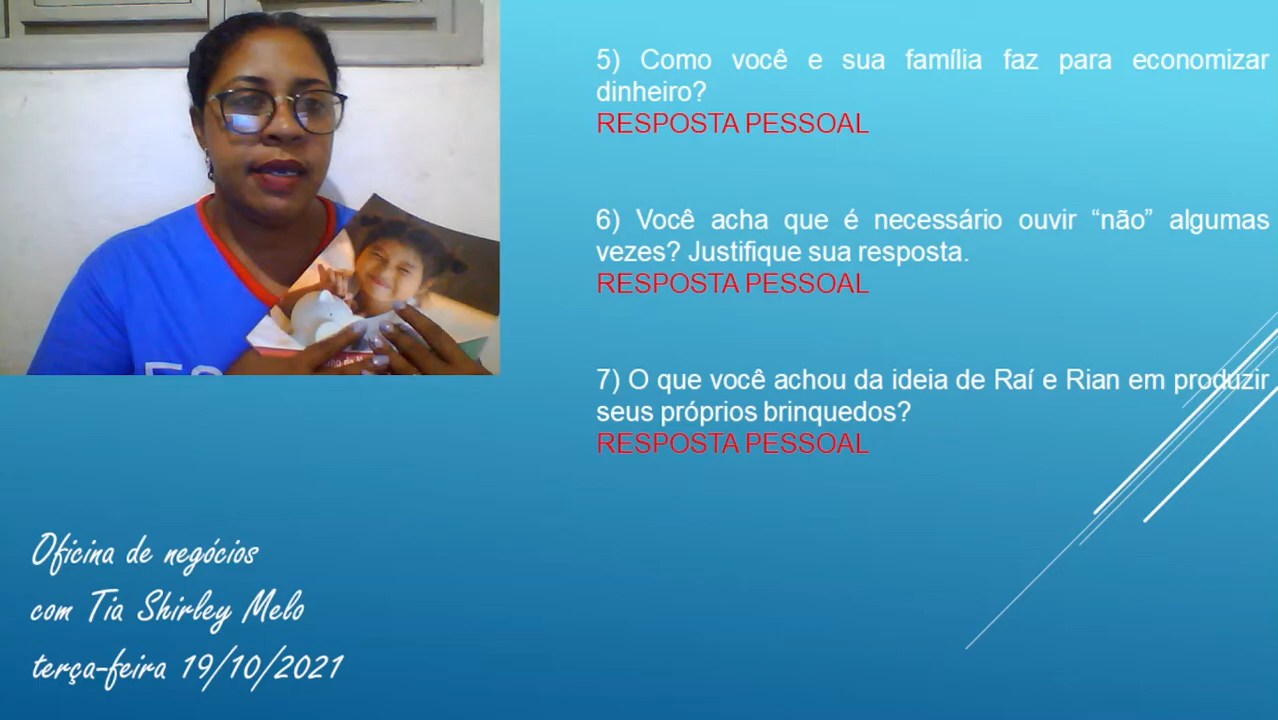 5) Como você e sua família faz para economizar
dinheiro?
RESPOSTA PESSOAL
6) Você acha que é necessário ouvir “não” algumas
vezes? Justifique sua resposta.
RESPOSTA PESSOAL
7) O que você achou da ideia de Raí e Rian em produzir
seus próprios brinquedos?
RESPOSTA PESSOAL
Oficina de negócios
com Tia Shirley Melo
terça-feira 19/10/2021